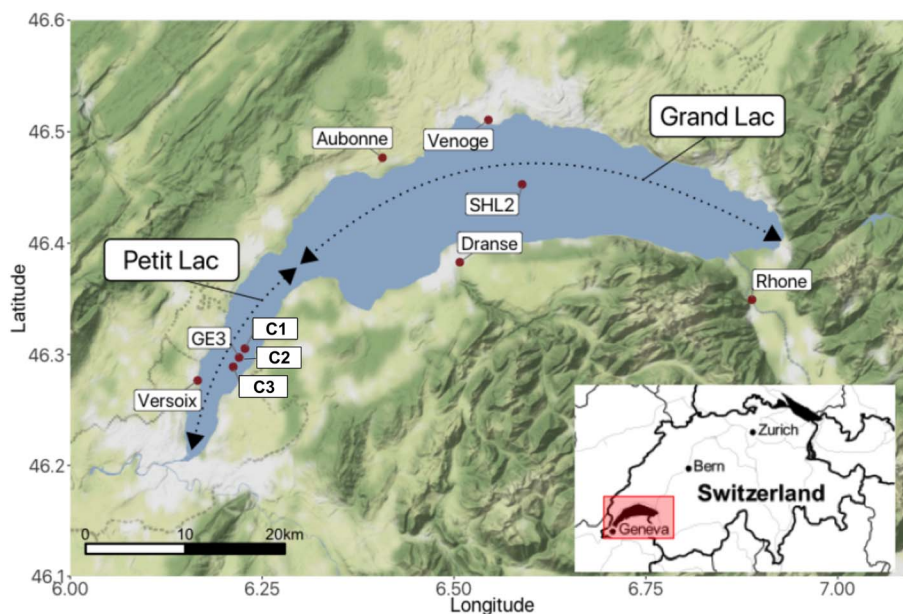 46.6
46.5
46.4
46.3
46.2
46.1
Latitude
Grand Lac
Aubonne
Venoge
SHL2
Dranse
Petit Lac
Rhone
GE3
C1
C2
C3
Versoix
Zurich
Bern
Switzerland
Geneva
0 10 20km
6.00 6.25 6.50 6.75 7.00
Longitude